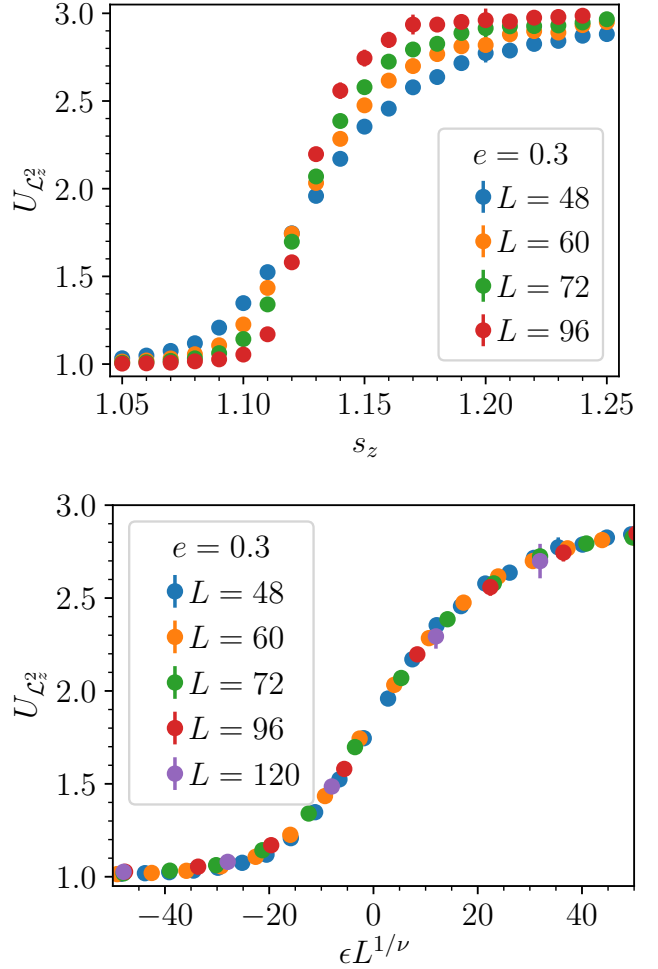 3.0
2.5
2.0
1.5
1.0
U_{\mathcal{L}_z^2}
e = 0.3
L = 48
L = 60
L = 72
L = 96
1.05 1.10 1.15 1.20 1.25
s_z
3.0
2.5
2.0
1.5
1.0
U_{\mathcal{L}_z^2}
e = 0.3
L = 48
L = 60
L = 72
L = 96
L = 120
−40 −20 0 20 40
ϵL^{1/ν}